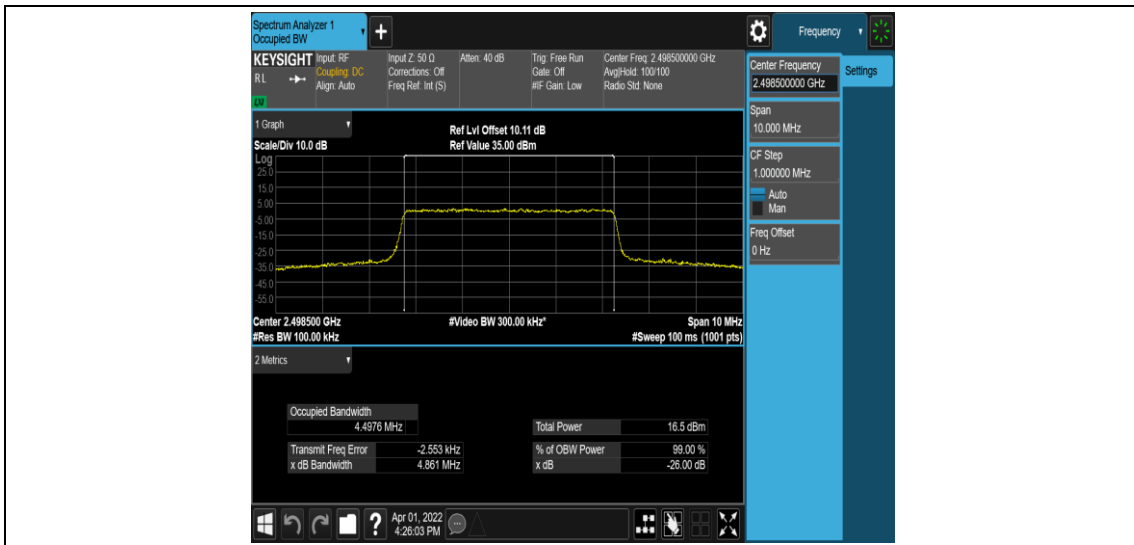 Spectrum Analyzer 1
Occupied BW
+
Frequency
KEYSIGHT
RL
LXI
Input: RF
Coupling: DC
Align: Auto
Input Z: 50 Ω
Corrections: Off
Freq Ref: Int (S)
Atten: 40 dB
Trig: Free Run
Gate: Off
#IF Gain: Low
Center Freq: 2.498500000 GHz
Avg|Hold: 100/100
Radio Std: None
Center Frequency
2.498500000 GHz
Settings
Span
10.000 MHz
CF Step
1.000000 MHz
Auto
Man
Freq Offset
0 Hz
1 Graph
Scale/Div 10.0 dB
Ref Lvl Offset 10.11 dB
Ref Value 35.00 dBm
Log
25.0
15.0
5.00
-5.00
-15.0
-25.0
-35.0
-45.0
-55.0
Center 2.498500 GHz
#Video BW 300.00 kHz*
Span 10 MHz
#Res BW 100.00 kHz
#Sweep 100 ms (1001 pts)
2 Metrics
Occupied Bandwidth
4.4976 MHz
Total Power 16.5 dBm
Transmit Freq Error -2.553 kHz
% of OBW Power 99.00 %
x dB Bandwidth 4.861 MHz
x dB -26.00 dB
?
Apr 01, 2022
4:26:03 PM